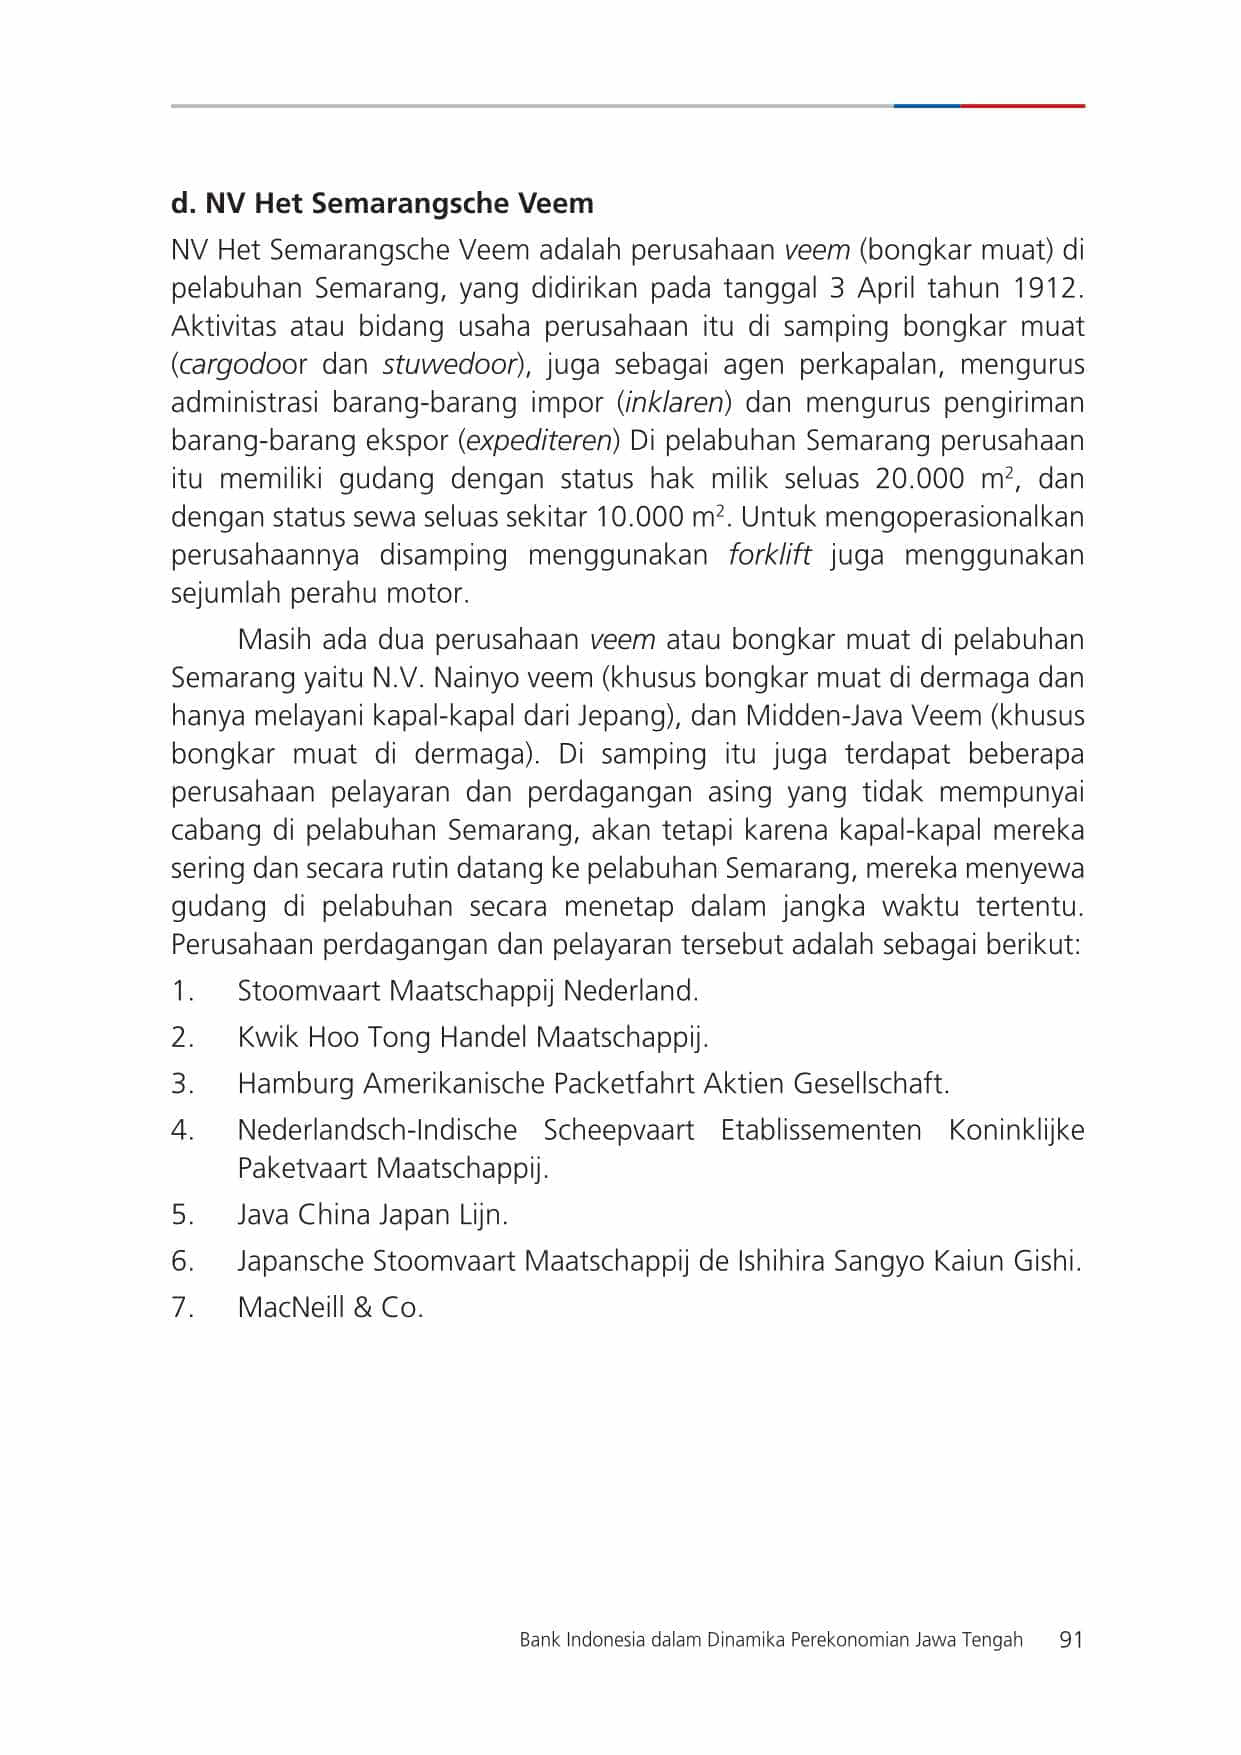 d. NV Het Semarangsche Veem
NV Het Semarangsche Veem adalah perusahaan veem (bongkar muat) di
pelabuhan Semarang, yang didirikan pada tanggal 3 April tahun 1912.
Aktivitas atau bidang usaha perusahaan itu di samping bongkar muat
(cargodoor dan stuwedoor), juga sebagai agen perkapalan, mengurus
administrasi barang-barang impor (inklaren) dan mengurus pengiriman
barang-barang ekspor (expediteren) Di pelabuhan Semarang perusahaan
itu memiliki gudang dengan status hak milik seluas 20.000 m², dan
dengan status sewa seluas sekitar 10.000 m². Untuk mengoperasionalkan
perusahaannya disamping menggunakan forklift juga menggunakan
sejumlah perahu motor.
Masih ada dua perusahaan veem atau bongkar muat di pelabuhan
Semarang yaitu N.V. Nainyo veem (khusus bongkar muat di dermaga dan
hanya melayani kapal-kapal dari Jepang), dan Midden-Java Veem (khusus
bongkar muat di dermaga). Di samping itu juga terdapat beberapa
perusahaan pelayaran dan perdagangan asing yang tidak mempunyai
cabang di pelabuhan Semarang, akan tetapi karena kapal-kapal mereka
sering dan secara rutin datang ke pelabuhan Semarang, mereka menyewa
gudang di pelabuhan secara menetap dalam jangka waktu tertentu.
Perusahaan perdagangan dan pelayaran tersebut adalah sebagai berikut:
1. Stoomvaart Maatschappij Nederland.
2. Kwik Hoo Tong Handel Maatschappij.
3. Hamburg Amerikanische Packetfahrt Aktien Gesellschaft.
4. Nederlandsch-Indische Scheepvaart Etablissementen Koninklijke
Paketvaart Maatschappij.
5. Java China Japan Lijn.
6. Japansche Stoomvaart Maatschappij de Ishihira Sangyo Kaiun Gishi.
7. MacNeill & Co.
Bank Indonesia dalam Dinamika Perekonomian Jawa Tengah 91